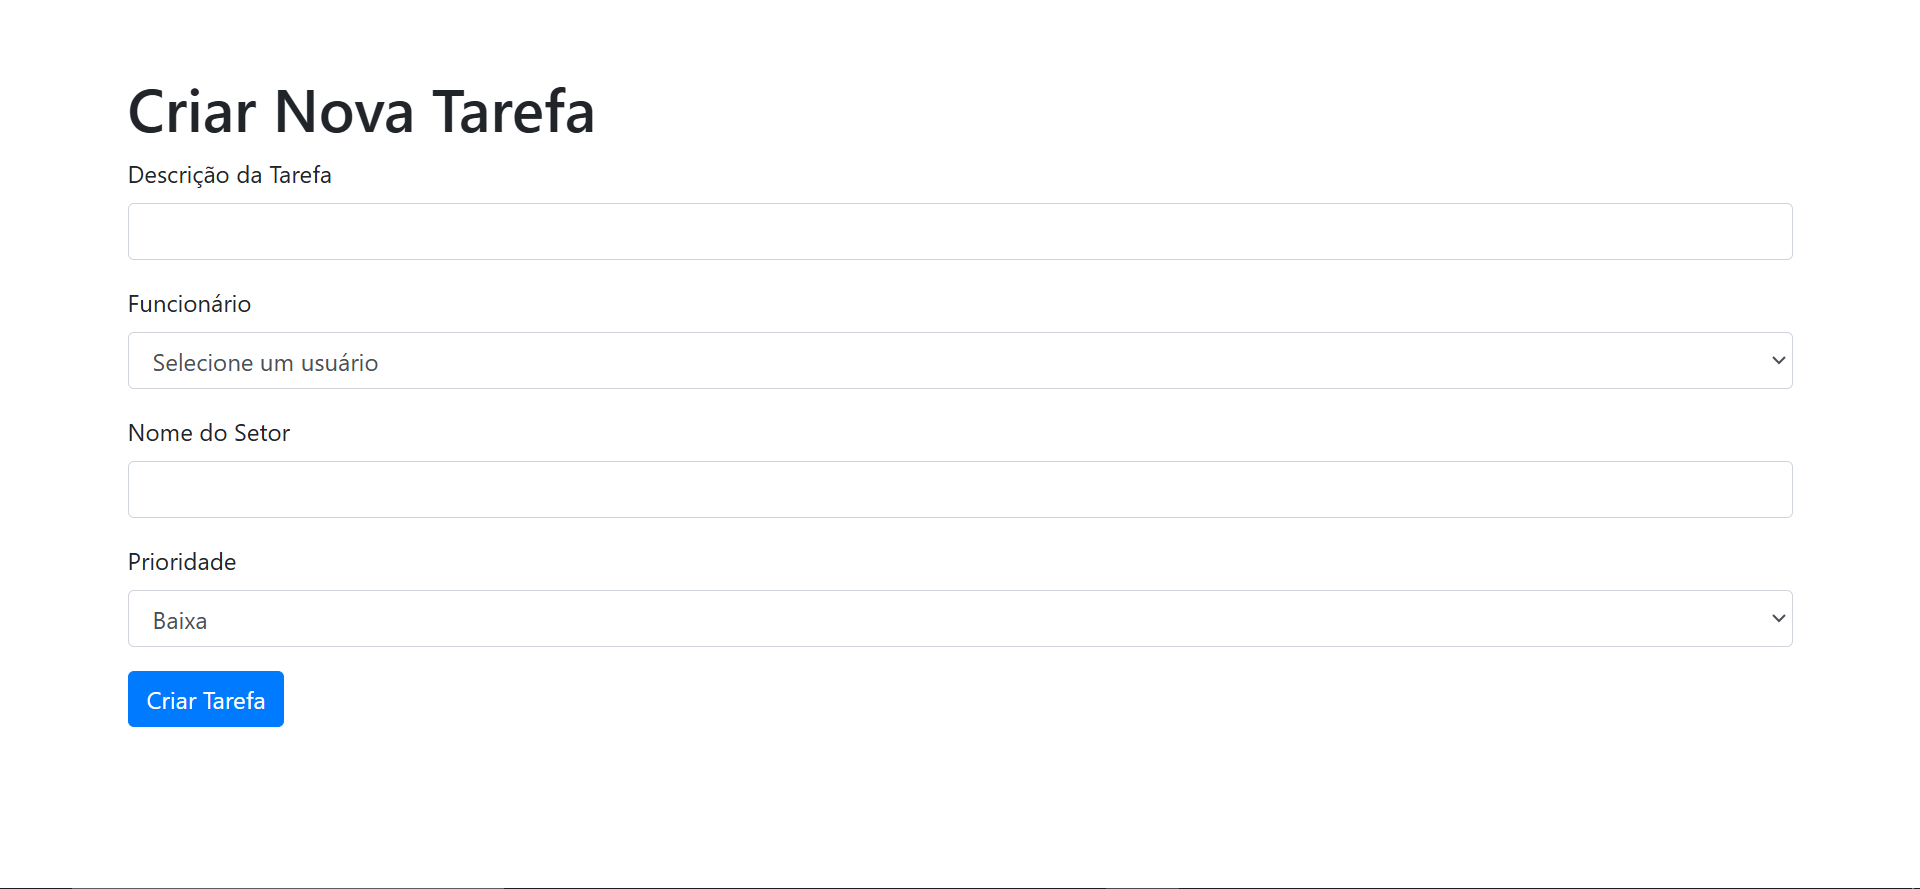 Criar Nova Tarefa
Descrição da Tarefa
Funcionário
Selecione um usuário
Nome do Setor
Prioridade
Baixa
Criar Tarefa